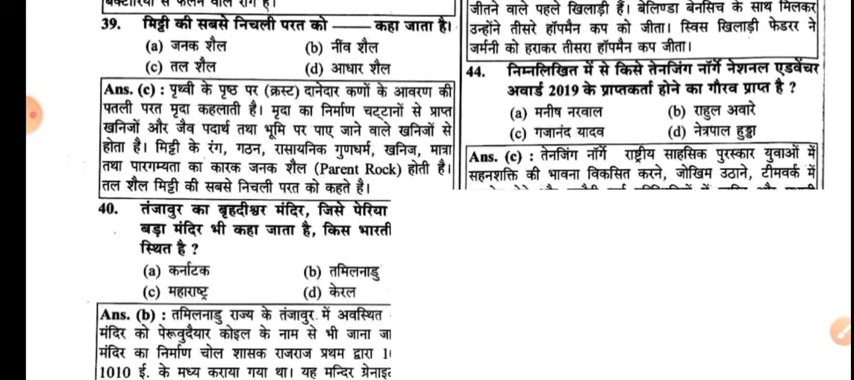 39. मिट्टी की सबसे निचली परत को —— कहा जाता है।
(a) जनक शैल (b) नींव शैल
(c) तल शैल (d) आधार शैल
Ans. (c) : पृथ्वी के पृष्ठ पर (क्रस्ट) दानेदार कणों के आवरण की
पतली परत मृदा कहलाती है। मृदा का निर्माण चट्टानों से प्राप्त
खनिजों और जैव पदार्थ तथा भूमि पर पाए जाने वाले खनिजों से
होता है। मिट्टी के रंग, गठन, रासायनिक गुणधर्म, खनिज, मात्रा
तथा पारगम्यता का कारक जनक शैल (Parent Rock) होती है।
तल शैल मिट्टी की सबसे निचली परत को कहते है।
40. तंजावुर का बृहदीश्वर मंदिर, जिसे पेरिया
बड़ा मंदिर भी कहा जाता है, किस भारती
स्थित है ?
(a) कर्नाटक (b) तमिलनाडु
(c) महाराष्ट्र (d) केरल
Ans. (b) : तमिलनाडु राज्य के तंजावुर में अवस्थित
मंदिर को पेरूवुदैयार कोइल के नाम से भी जाना जा
मंदिर का निर्माण चोल शासक राजराज प्रथम द्वारा
1010 ई. के मध्य कराया गया था। यह मन्दिर ग्रेनाइ
जीतने वाले पहले खिलाड़ी हैं। बेलिण्डा बेनसिच के साथ मिलकर
उन्होंने तीसरे हॉपमैन कप को जीता। स्विस खिलाड़ी फेडरर ने
जर्मनी को हराकर तीसरा हॉपमैन कप जीता।
44. निम्नलिखित में से किसे तेनजिंग नॉर्गे नेशनल एडवेंचर
अवार्ड 2019 के प्राप्तकर्ता होने का गौरव प्राप्त है ?
(a) मनीष नरवाल (b) राहुल अवारे
(c) गजानंद यादव (d) नेत्रपाल हुड्डा
Ans. (c) : तेनजिंग नॉर्गे राष्ट्रीय साहसिक पुरस्कार युवाओं में
सहनशक्ति की भावना विकसित करने, जोखिम उठाने, टीमवर्क में